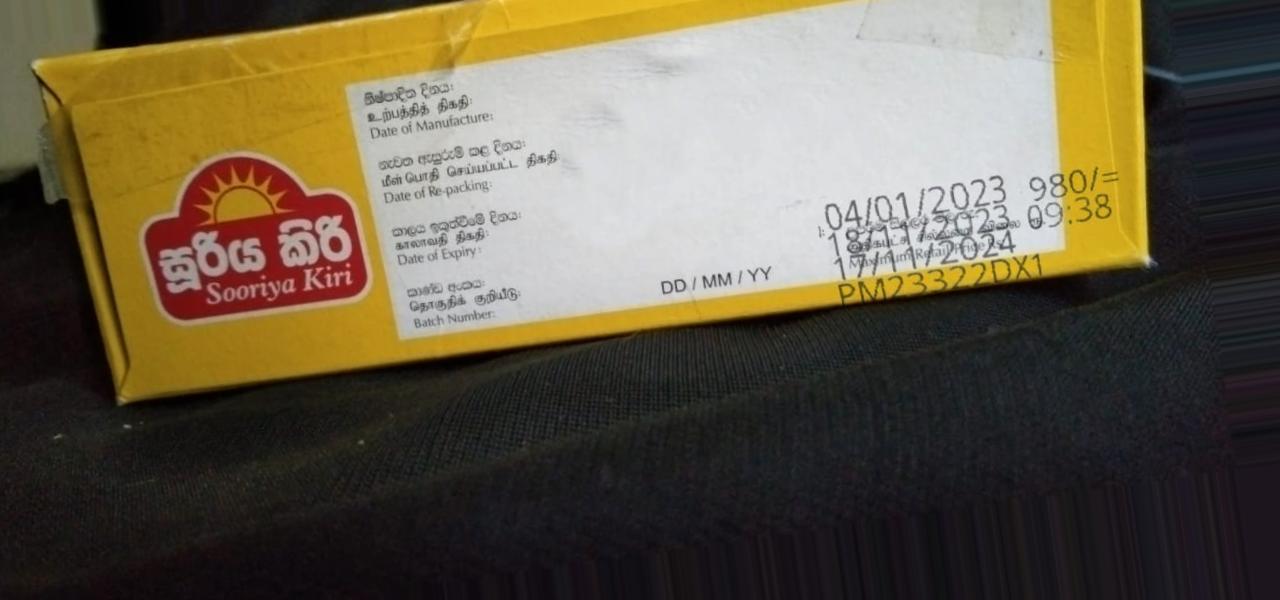 සූරිය කිරි
Sooriya Kiri
නිෂ්පාදිත දිනය:
உற்பத்தித் திகதி:
Date of Manufacture:
නැවත ඇසුරුම් කළ දිනය:
மீள் பொதி செய்யப்பட்ட திகதி:
Date of Re-packing:
කාලය ඉකුත්වීමේ දිනය:
காலாவதி திகதி:
Date of Expiry:
කාණ්ඩ අංකය:
தொகுதிக் குறியீடு:
Batch Number:
DD / MM / YY
04/01/2023 980/=
18/11/2023 09:38
17/11/2024
Maximum Retail Price
PM23322DX1